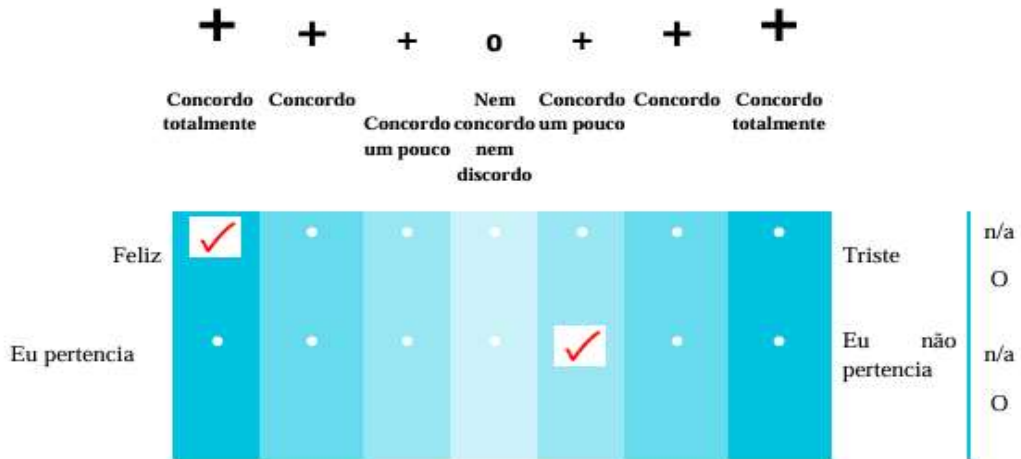 + + + o + + +
Concordo Concordo Nem Concordo Concordo Concordo
totalmente Concordo concordo um pouco totalmente
um pouco nem
discordo
Feliz Triste n/a
O
Eu pertencia Eu não
pertencia n/a
O